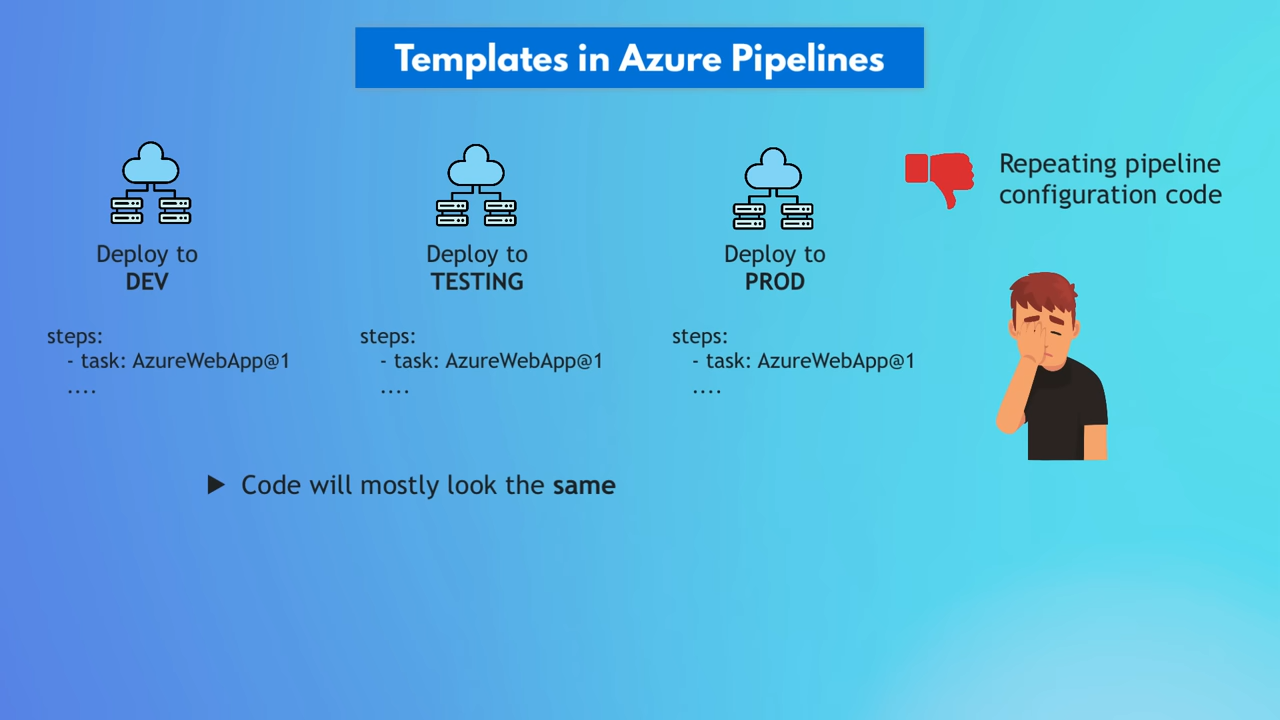 Templates in Azure Pipelines
Deploy to
DEV
Deploy to
TESTING
Deploy to
PROD
Repeating pipeline
configuration code
steps:
- task: AzureWebApp@1
....
steps:
- task: AzureWebApp@1
....
steps:
- task: AzureWebApp@1
....
Code will mostly look the same